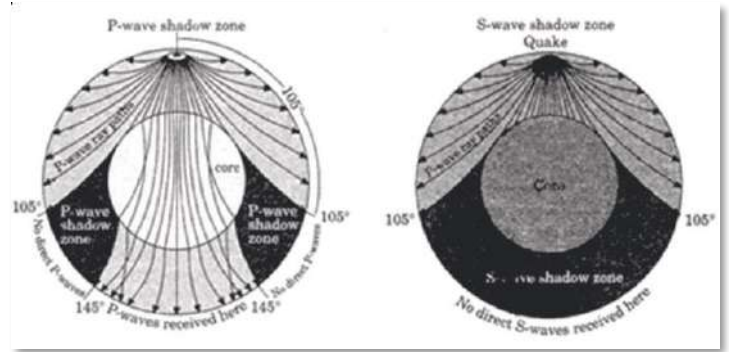 P-wave shadow zone
105°
P-wave ray paths
core
105°
P-wave
shadow
zone
P-wave
shadow
zone
105°
No direct P-waves
No direct P-waves
145°
145°
P-waves received here
S-wave shadow zone
Quake
P-wave ray paths
Core
105°
105°
shadow zone
No direct S-waves received here